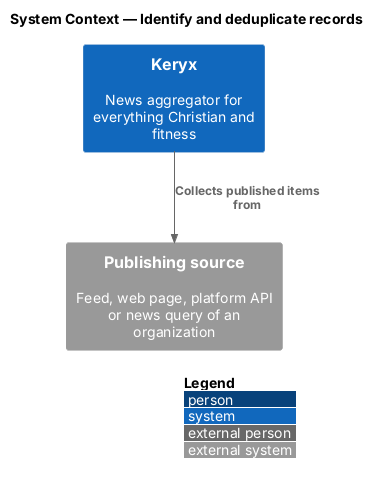 System Context — Identify and deduplicate records
Keryx
News aggregator for
everything Christian and
fitness
Collects published items
from
Publishing source
Feed, web page, platform API
or news query of an
organization
Legend
person
system
external person
external system